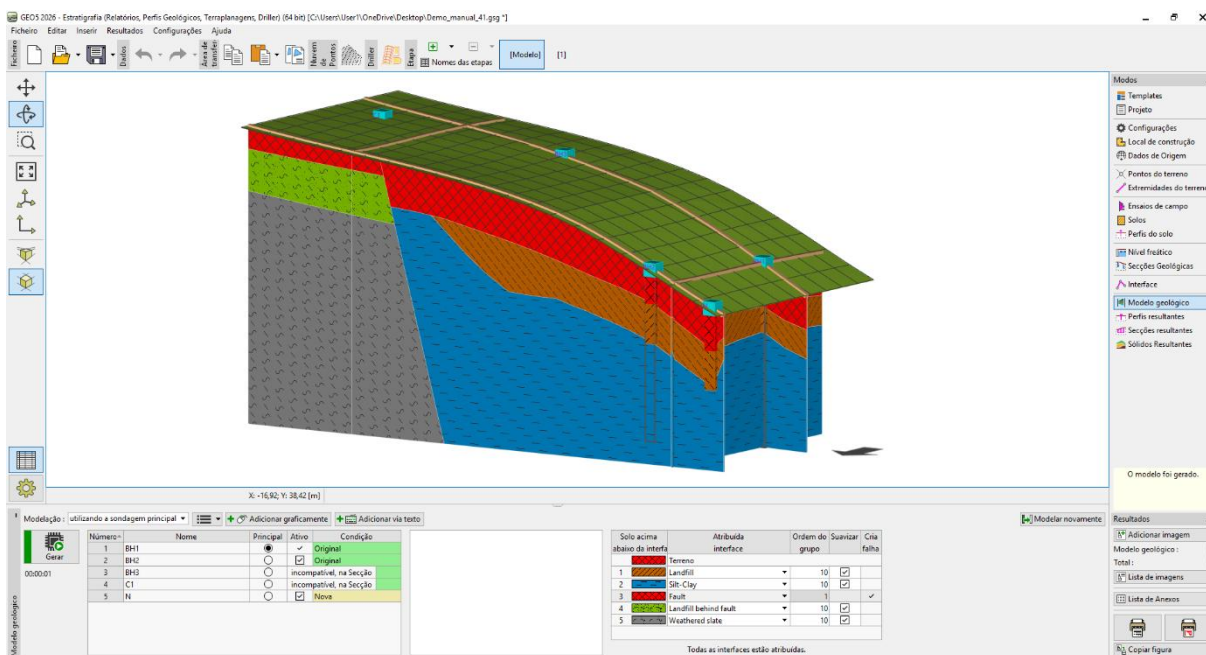 GEO5 2026 - Estratigrafia (Relatórios, Perfis Geológicos, Terraplanagens, Driller) (64 bit) [C:\Users\User1\OneDrive\Desktop\Demo_manual_41.gsg *]
Ficheiro Editar Inserir Resultados Configurações Ajuda
Ficheiro
Dados
Área de transfer.
Nuvem de Pontos
Driller
Etapa
Nomes das etapas
[Modelo] [1]
Modos
Templates
Projeto
Configurações
Local de construção
Dados de Origem
Pontos do terreno
Extremidades do terreno
Ensaios de campo
Solos
Perfis do solo
Nível freático
Secções Geológicas
Interface
Modelo geológico
Perfis resultantes
Secções resultantes
Sólidos Resultantes
O modelo foi gerado.
X: -16,92; Y: 38,42 [m]
Modelo geológico
Modelação : utilizando a sondagem principal Adicionar graficamente Adicionar via texto
Modelar novamente
Gerar
00:00:01
Número Nome Principal Ativo Condição
1 BH1 Original
2 BH2 Original
3 BH3 incompatível, na Secção
4 C1 incompatível, na Secção
5 N Nova
Solo acima Atribuída Ordem do Suavizar Cria
abaixo da interfa interface grupo falha
Terreno
1 Landfill 10
2 Silt-Clay 10
3 Fault 1
4 Landfill behind fault 10
5 Weathered slate 10
Todas as interfaces estão atribuídas.
Resultados
Adicionar imagem
Modelo geológico :
Total :
Lista de imagens
Lista de Anexos
Copiar figura